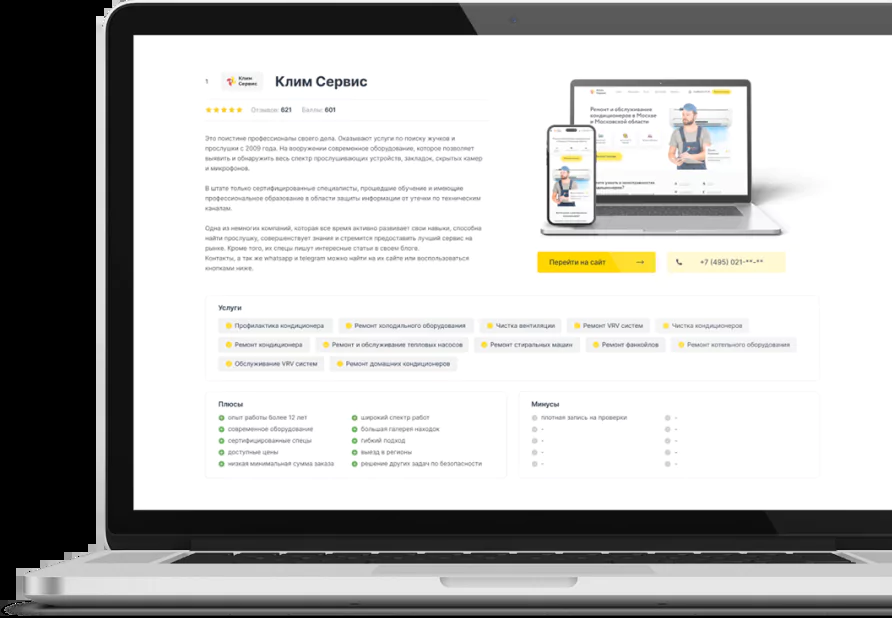 1
Клим
Сервис
Клим Сервис
Отзывов: 621 Баллы: 601
Это поистине профессионалы своего дела. Оказывают услуги по поиску жучков и
прослушки с 2009 года. На вооружении современное оборудование, которое позволяет
выявить и обнаружить весь спектр прослушивающих устройств, закладок, скрытых камер
и микрофонов.
В штате только сертифицированные специалисты, прошедшие обучение и имеющие
профессиональное образование в области защиты информации от утечки по техническим
каналам.
Одна из немногих компаний, которая все время активно развивает свои навыки, способна
найти прослушку, совершенствует знания и стремится предоставлять лучший сервис на
рынке. Кроме того, их спецы пишут интересные статьи в своем блоге.
Контакты, а так же whatsapp и telegram можно найти на их сайте или воспользоваться
кнопками ниже.
Ремонт и обслуживание
кондиционеров в Москве
и Московской области
Перейти на сайт →
+7 (495) 021-**-**
Услуги
Профилактика кондиционера Ремонт холодильного оборудования Чистка вентиляции Ремонт VRV систем Чистка кондиционеров
Ремонт кондиционера Ремонт и обслуживание тепловых насосов Ремонт стиральных машин Ремонт фанкойлов Ремонт котельного оборудования
Обслуживание VRV систем Ремонт домашних кондиционеров
Плюсы
опыт работы более 12 лет
современное оборудование
сертифицированные спецы
доступные цены
низкая минимальная сумма заказа
широкий спектр работ
большая галерея находок
гибкий подход
выезд в регионы
решение других задач по безопасности
Минусы
плотная запись на проверки
-
-
-
-
-
-
-
-
-